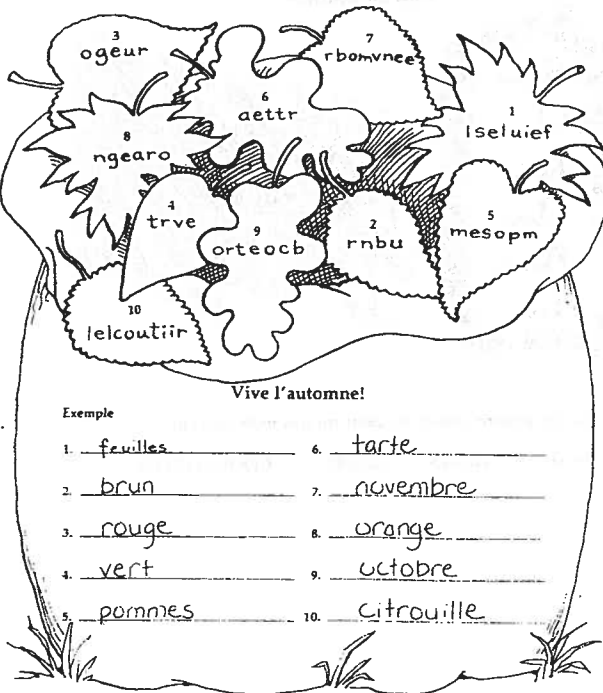 3
ogeur
7
rbomvnee
6
aettr
1
lseluief
8
ngearo
4
trve
9
orteocb
2
rnbu
5
mesopm
10
lelcoutiir
Vive l'automne!
Exemple
1. feuilles
2. brun
3. rouge
4. vert
5. pommes
6. tarte
7. novembre
8. orange
9. octobre
10. citrouille